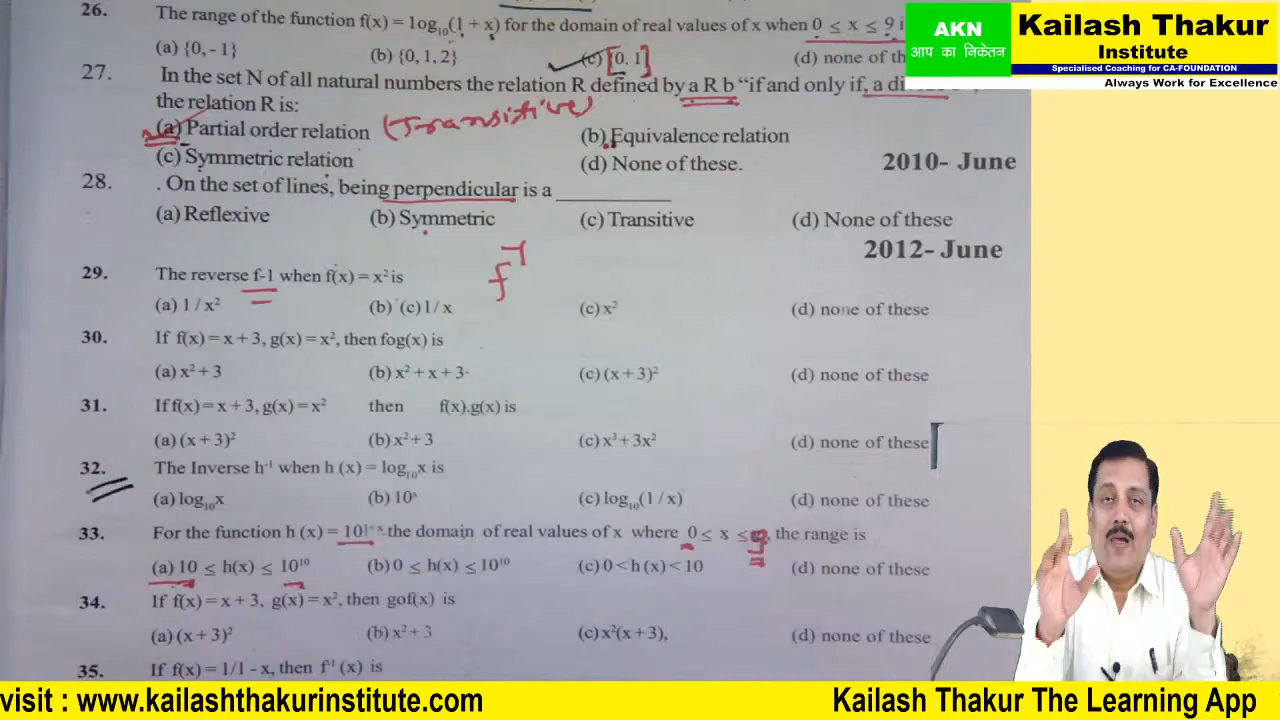 26. The range of the function f(x) = log₁₀(1 + x) for the domain of real values of x when 0 ≤ x ≤ 9 i
(a) {0, -1} (b) {0, 1, 2} (c) [0, 1] (d) none of th
27. In the set N of all natural numbers the relation R defined by a R b "if and only if, a di
the relation R is:
(a) Partial order relation (Transitive) (b) Equivalence relation
(c) Symmetric relation (d) None of these. 2010- June
28. . On the set of lines, being perpendicular is a ___________
(a) Reflexive (b) Symmetric (c) Transitive (d) None of these
2012- June
29. The reverse f-1 when f(x) = x² is f⁻¹
(a) 1 / x² (b) (c) 1/ x (c) x² (d) none of these
30. If f(x) = x + 3, g(x) = x², then fog(x) is
(a) x² + 3 (b) x² + x + 3 (c) (x + 3)² (d) none of these
31. If f(x) = x + 3, g(x) = x² then f(x).g(x) is
(a) (x + 3)² (b) x² + 3 (c) x³ + 3x² (d) none of these
32. The Inverse h⁻¹ when h (x) = log₁₀x is
(a) log₁₀x (b) 10ˣ (c) log₁₀(1 / x) (d) none of these
33. For the function h (x) = 10¹⁺ˣ the domain of real values of x where 0 ≤ x ≤ 9, the range is
(a) 10 ≤ h(x) ≤ 10¹⁰ (b) 0 ≤ h(x) ≤ 10¹⁰ (c) 0 < h (x) < 10 (d) none of these
34. If f(x) = x + 3, g(x) = x², then gof(x) is
(a) (x + 3)² (b) x² + 3 (c) x²(x + 3), (d) none of these
35. If f(x) = 1/1 - x, then f⁻¹ (x) is
AKN
आप का निकेतन
Kailash Thakur
Institute
Specialised Coaching for CA-FOUNDATION
Always Work for Excellence
visit : www.kailashthakurinstitute.com Kailash Thakur The Learning App